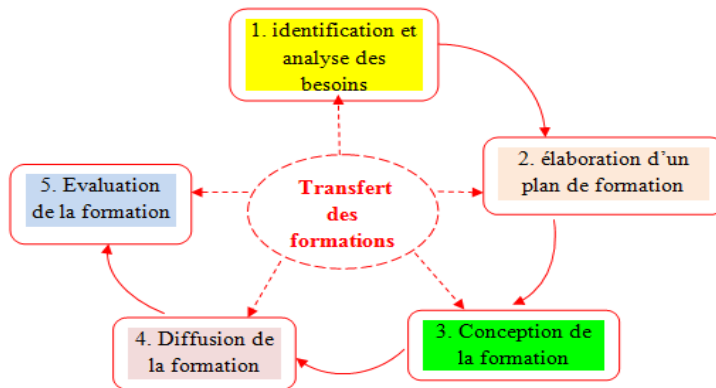 1. identification et
analyse des
besoins
2. élaboration d’un
plan de formation
5. Evaluation
de la formation
Transfert
des
formations
3. Conception de
la formation
4. Diffusion de
la formation